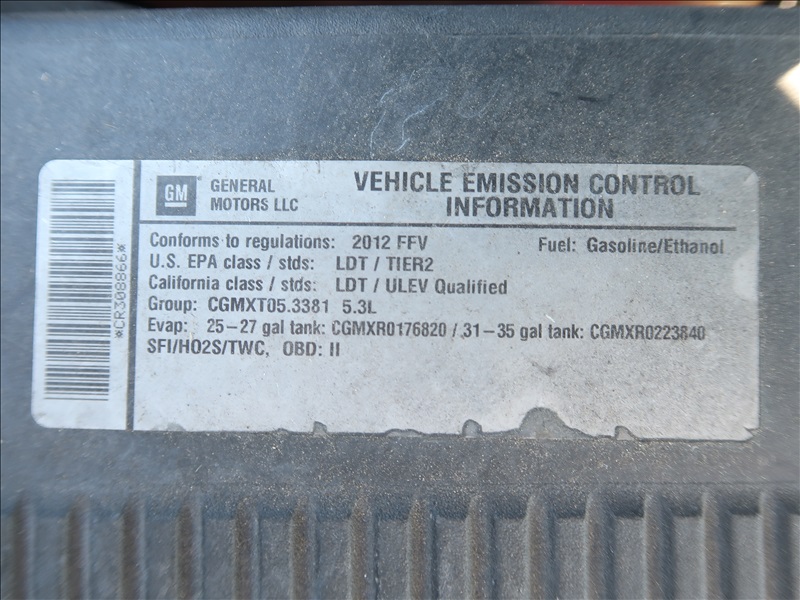 GM
GENERAL
MOTORS LLC
VEHICLE EMISSION CONTROL
INFORMATION
Conforms to regulations: 2012 FFV Fuel: Gasoline/Ethanol
U.S. EPA class / stds: LDT / TIER2
California class / stds: LDT / ULEV Qualified
Group: CGMXT05.3381 5.3L
Evap: 25-27 gal tank: CGMXR0176820 / 31-35 gal tank: CGMXR0223840
SFI/HO2S/TWC, OBD: II
*CR308866*